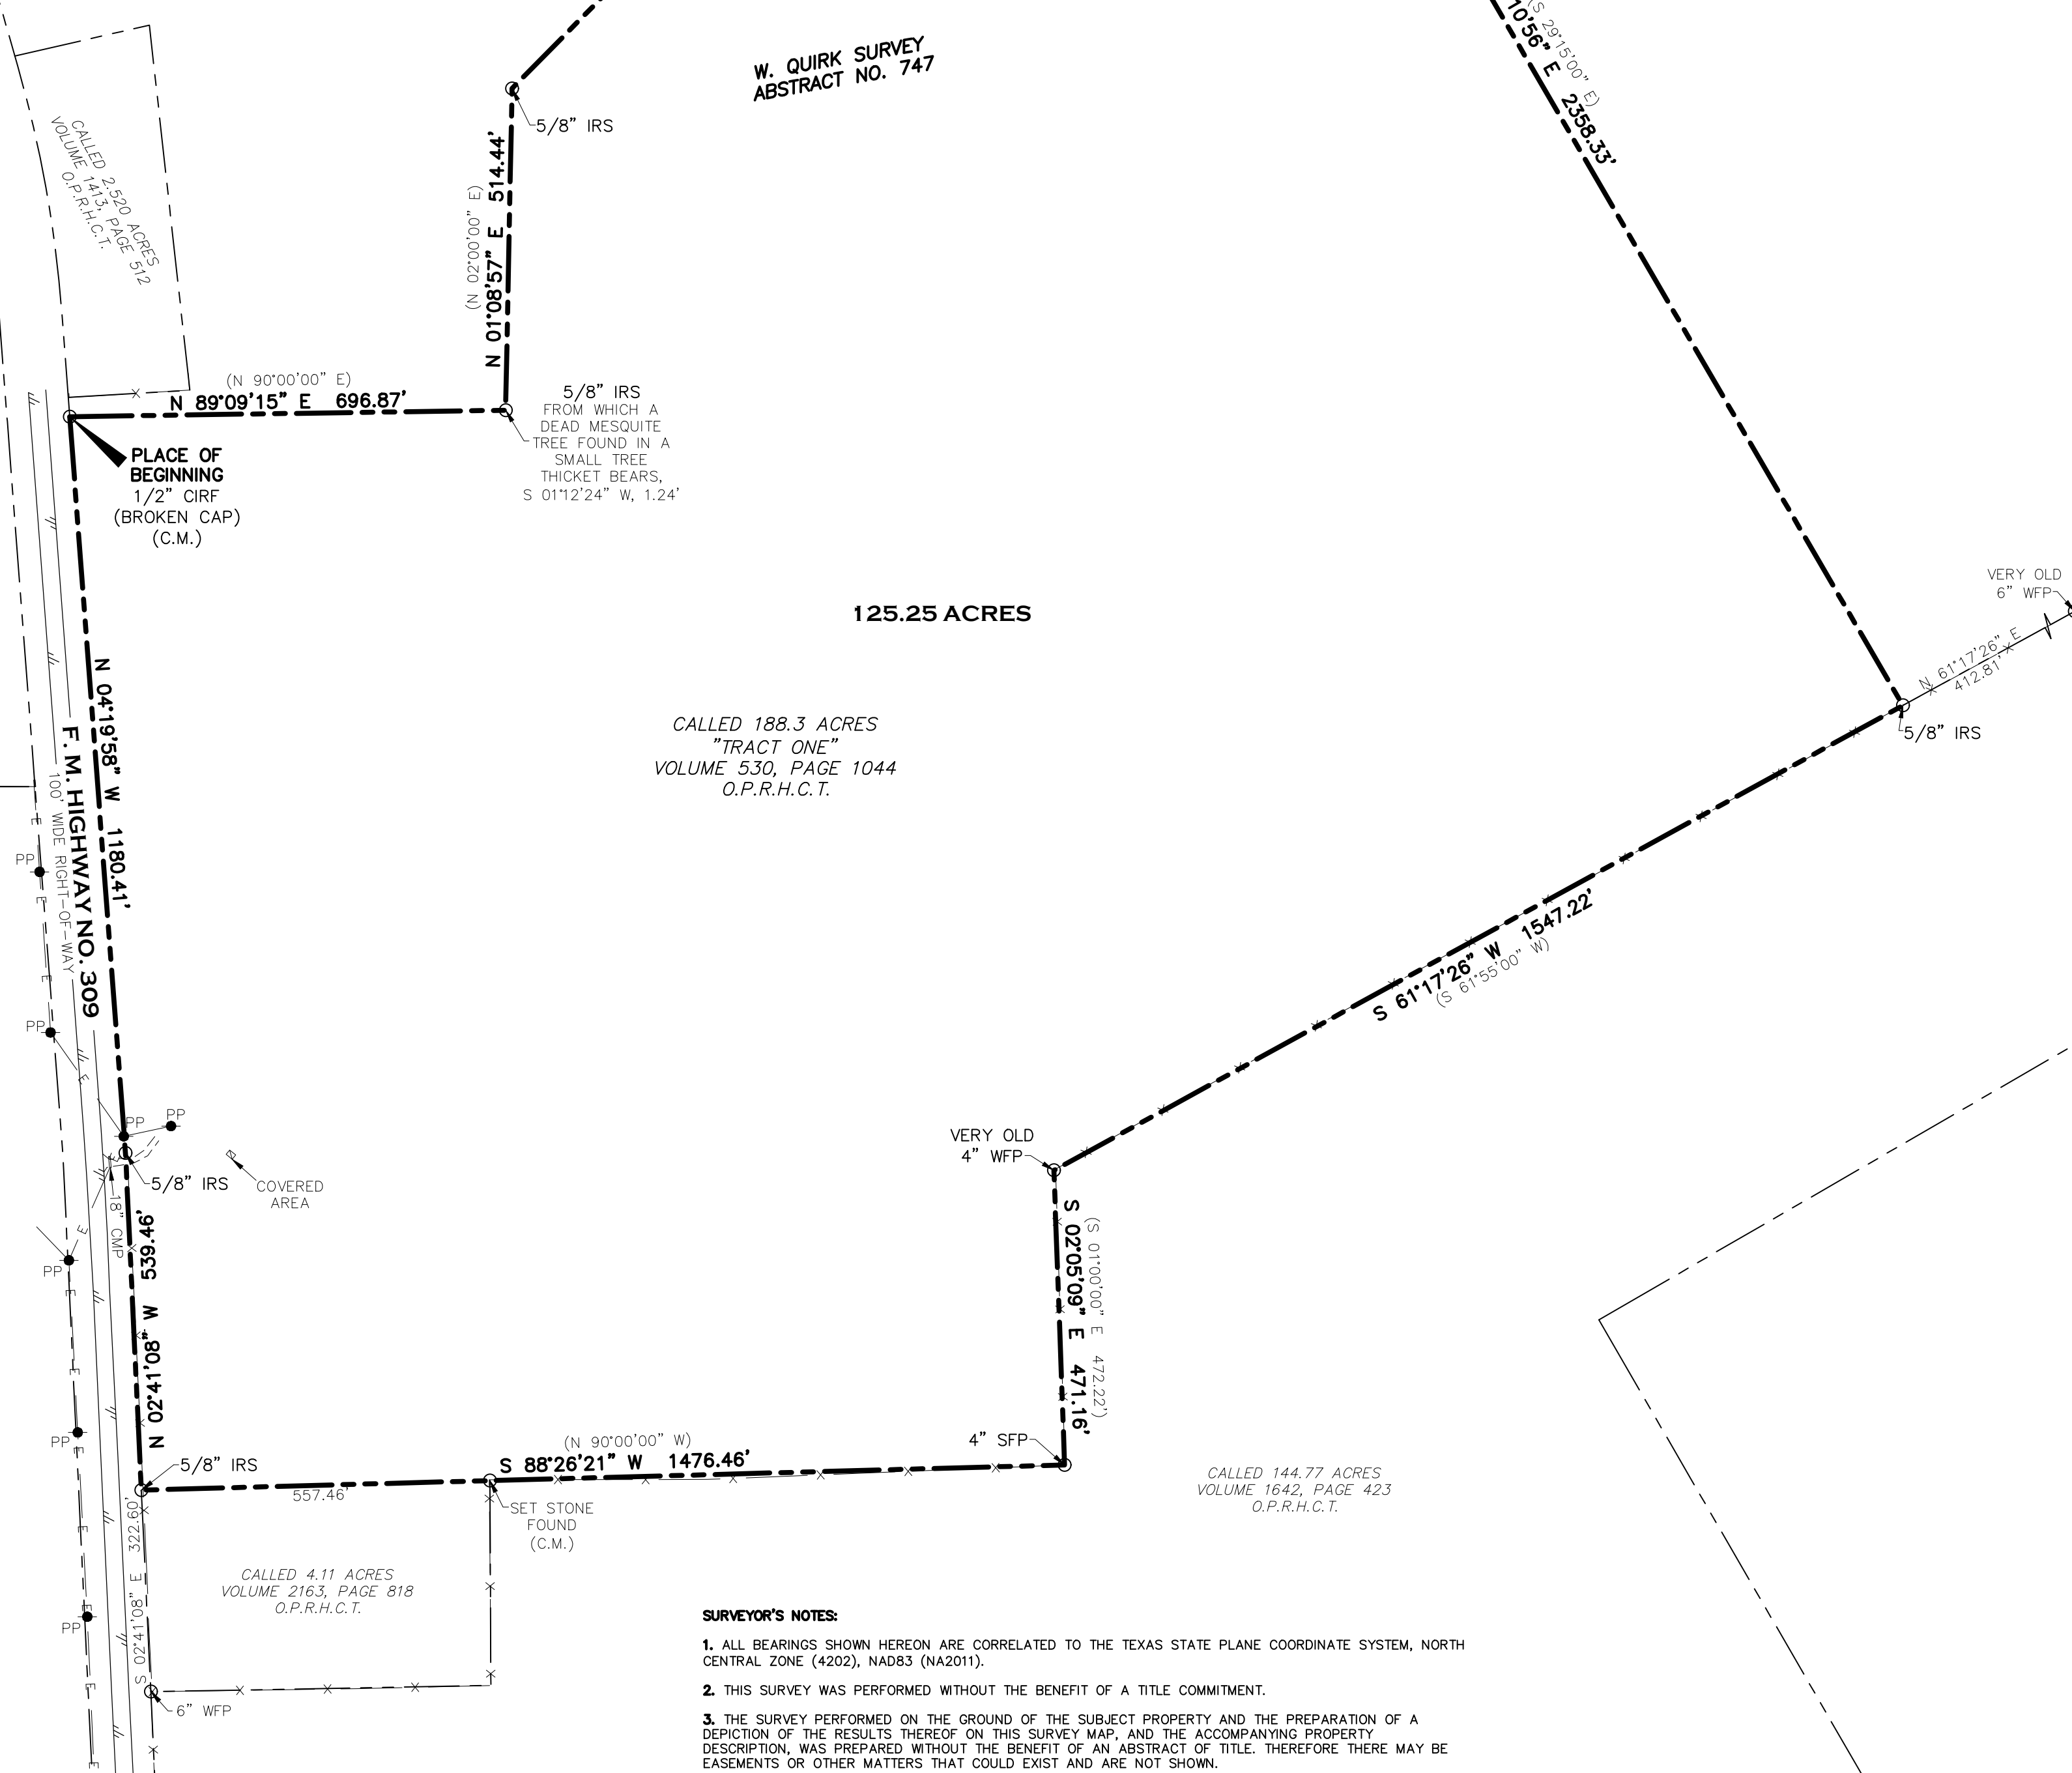 W. QUIRK SURVEY
ABSTRACT NO. 747
10'56" E 2358.33'
(S 29°15'00" E)
CALLED 2.520 ACRES
VOLUME 1413, PAGE 512
O.P.R.H.C.T.
5/8" IRS
N 01°08'57" E 514.44'
(N 02°00'00" E)
(N 90°00'00" E)
N 89°09'15" E 696.87'
5/8" IRS
FROM WHICH A
DEAD MESQUITE
TREE FOUND IN A
SMALL TREE
THICKET BEARS,
S 01°12'24" W, 1.24'
PLACE OF
BEGINNING
1/2" CIRF
(BROKEN CAP)
(C.M.)
125.25 ACRES
VERY OLD
6" WFP
N 61°17'26" E
412.81'
5/8" IRS
CALLED 188.3 ACRES
"TRACT ONE"
VOLUME 530, PAGE 1044
O.P.R.H.C.T.
N 04°19'58" W 1180.41'
F. M. HIGHWAY NO. 309
100' WIDE RIGHT-OF-WAY
E
PP
E
E
PP
E
S 61°17'26" W 1547.22'
(S 61°55'00" W)
PP
PP
E
5/8" IRS
18" CMP
COVERED
AREA
VERY OLD
4" WFP
S 02°05'09" E 471.16'
(S 01°00'00" E 472.22')
N 02°41'08" W 539.46'
E
PP
E
E
PP
E
5/8" IRS
(N 90°00'00" W)
S 88°26'21" W 1476.46'
4" SFP
557.46'
SET STONE
FOUND
(C.M.)
CALLED 144.77 ACRES
VOLUME 1642, PAGE 423
O.P.R.H.C.T.
S 02°41'08" E 322.60'
CALLED 4.11 ACRES
VOLUME 2163, PAGE 818
O.P.R.H.C.T.
E
E
PP
E
E
6" WFP
SURVEYOR'S NOTES:
1. ALL BEARINGS SHOWN HEREON ARE CORRELATED TO THE TEXAS STATE PLANE COORDINATE SYSTEM, NORTH
CENTRAL ZONE (4202), NAD83 (NA2011).
2. THIS SURVEY WAS PERFORMED WITHOUT THE BENEFIT OF A TITLE COMMITMENT.
3. THE SURVEY PERFORMED ON THE GROUND OF THE SUBJECT PROPERTY AND THE PREPARATION OF A
DEPICTION OF THE RESULTS THEREOF ON THIS SURVEY MAP, AND THE ACCOMPANYING PROPERTY
DESCRIPTION, WAS PREPARED WITHOUT THE BENEFIT OF AN ABSTRACT OF TITLE. THEREFORE THERE MAY BE
EASEMENTS OR OTHER MATTERS THAT COULD EXIST AND ARE NOT SHOWN.